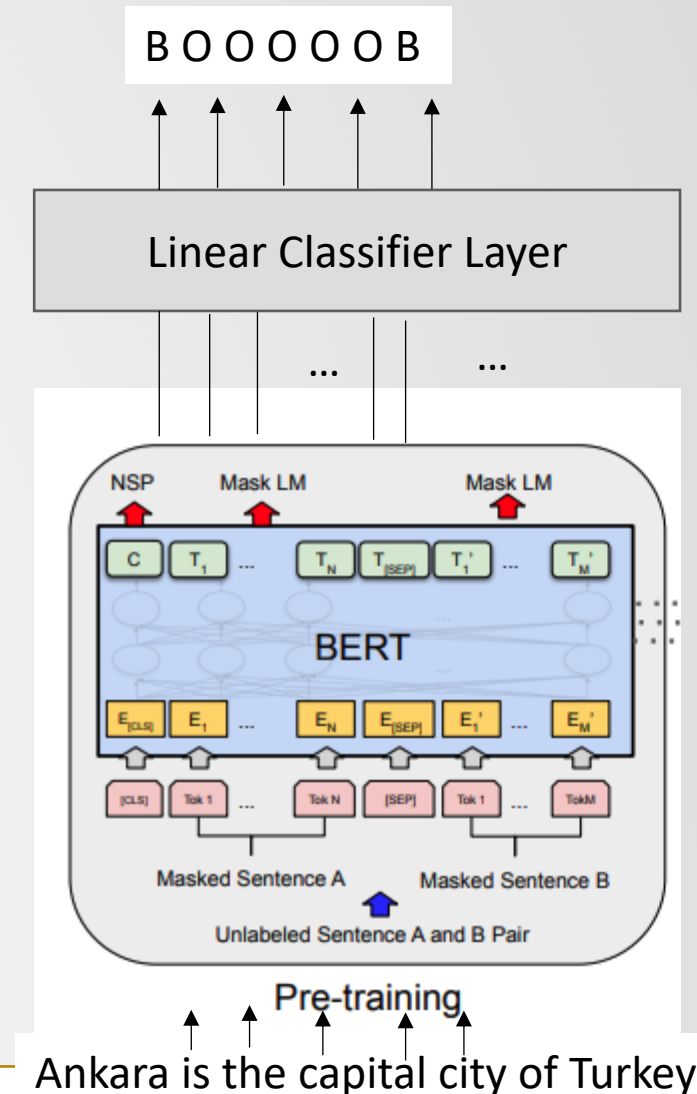 B O O O O O B
Linear Classifier Layer
... ...
NSP Mask LM Mask LM
C T1 ... TN T[SEP] T1' ... TM'
...
BERT
...
E[CLS] E1 ... EN E[SEP] E1' ... EM'
[CLS] Tok 1 ... Tok N [SEP] Tok 1 ... TokM
Masked Sentence A Masked Sentence B
Unlabeled Sentence A and B Pair
Pre-training
Ankara is the capital city of Turkey